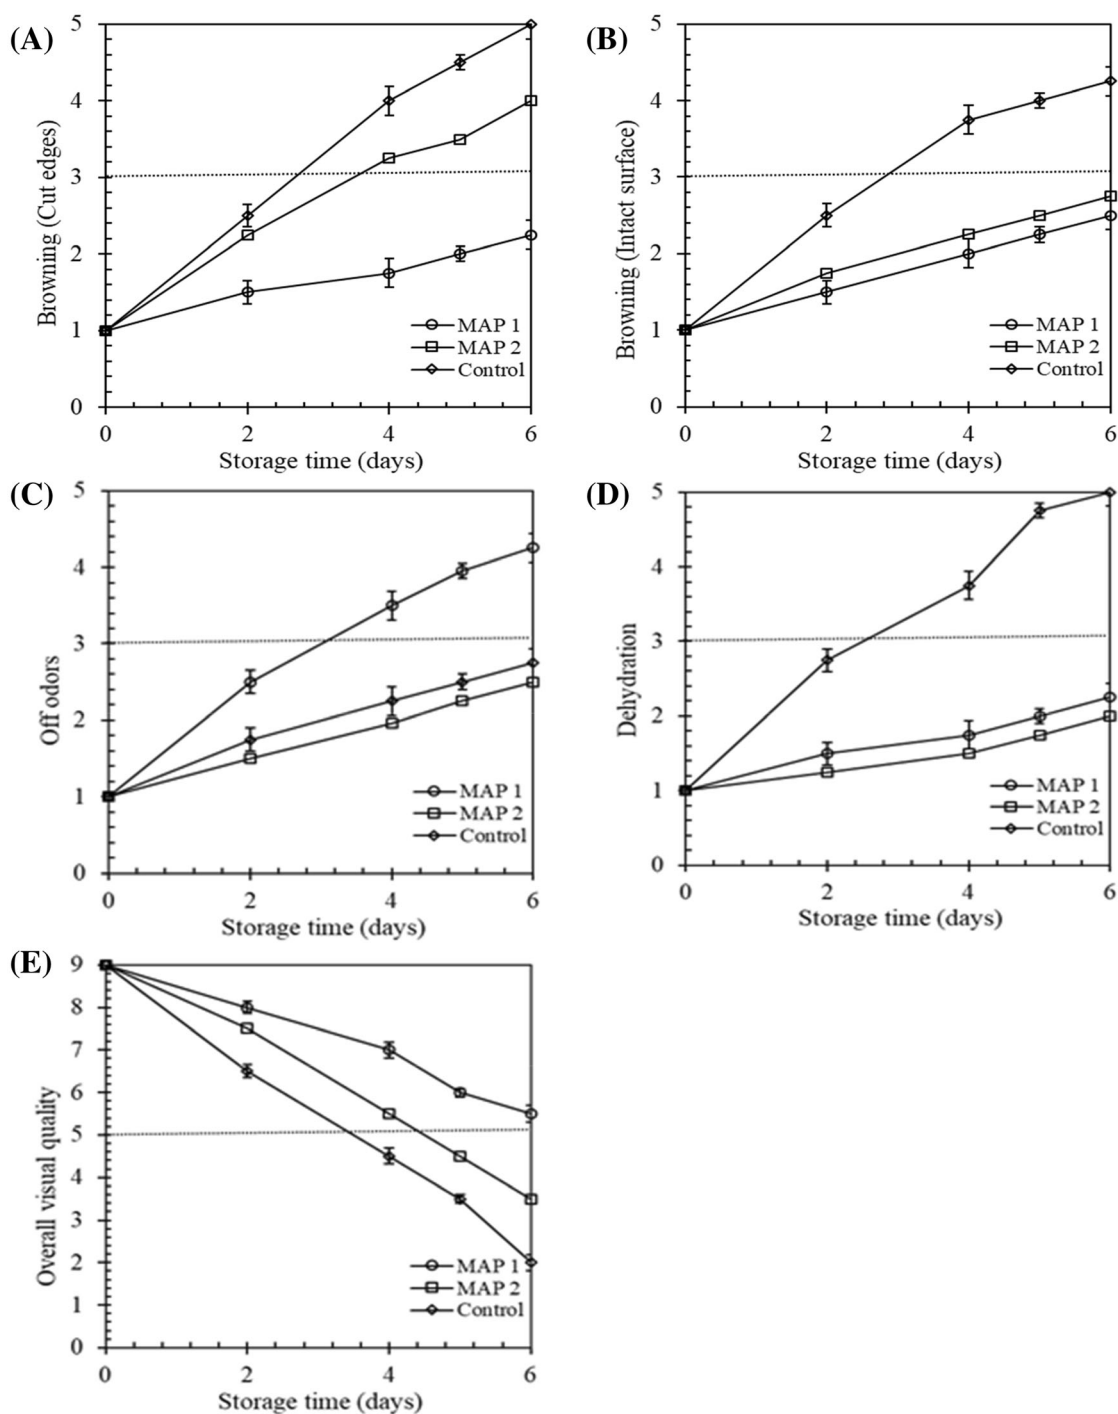 (A)
5
4
3
2
1
0
Browning (Cut edges)
MAP 1
MAP 2
Control
0 2 4 6
Storage time (days)
(B)
5
4
3
2
1
0
Browning (Intact surface)
MAP 1
MAP 2
Control
0 2 4 6
Storage time (days)
(C)
5
4
3
2
1
0
Off odors
MAP 1
MAP 2
Control
0 2 4 6
Storage time (days)
(D)
5
4
3
2
1
0
Dehydration
MAP 1
MAP 2
Control
0 2 4 6
Storage time (days)
(E)
9
8
7
6
5
4
3
2
1
0
Overall visual quality
MAP 1
MAP 2
Control
0 2 4 6
Storage time (days)